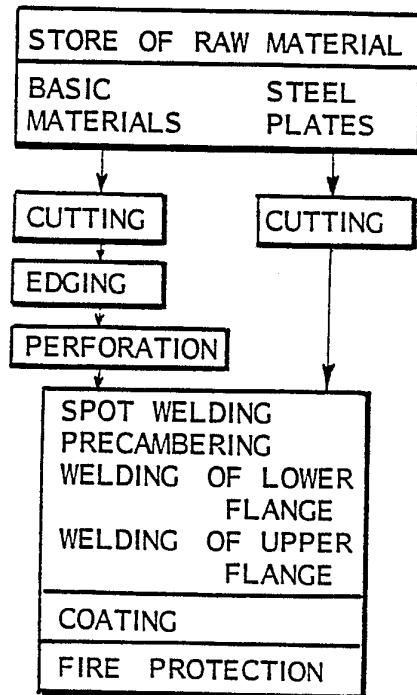 STORE OF RAW MATERIAL
BASIC MATERIALS
STEEL PLATES
CUTTING
CUTTING
EDGING
PERFORATION
SPOT WELDING
PRECAMBERING
WELDING OF LOWER
FLANGE
WELDING OF UPPER
FLANGE
COATING
FIRE PROTECTION